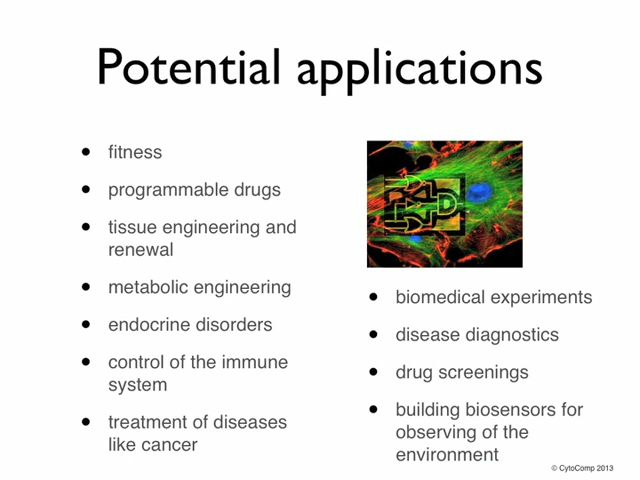 Potential applications
• fitness
• programmable drugs
• tissue engineering and
renewal
• metabolic engineering
• endocrine disorders
• control of the immune
system
• treatment of diseases
like cancer
• biomedical experiments
• disease diagnostics
• drug screenings
• building biosensors for
observing of the
environment
© CytoComp 2013